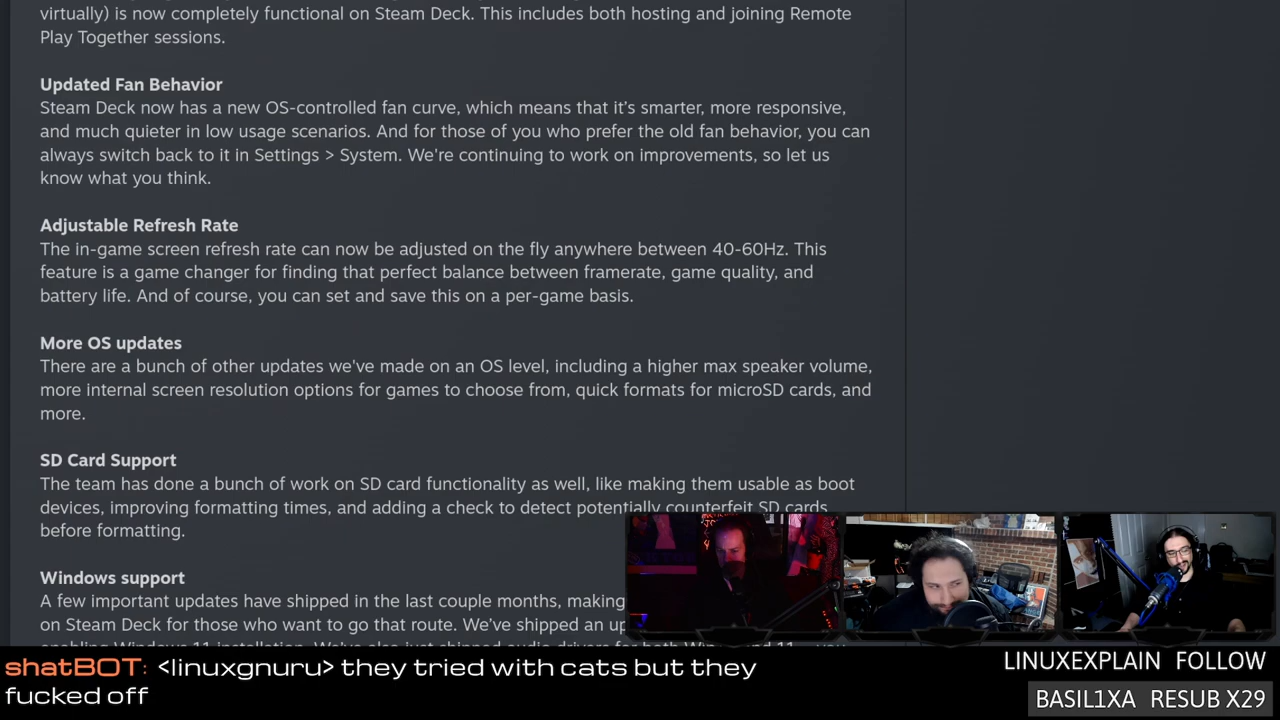 virtually) is now completely functional on Steam Deck. This includes both hosting and joining Remote
Play Together sessions.
Updated Fan Behavior
Steam Deck now has a new OS-controlled fan curve, which means that it's smarter, more responsive,
and much quieter in low usage scenarios. And for those of you who prefer the old fan behavior, you can
always switch back to it in Settings > System. We're continuing to work on improvements, so let us
know what you think.
Adjustable Refresh Rate
The in-game screen refresh rate can now be adjusted on the fly anywhere between 40-60Hz. This
feature is a game changer for finding that perfect balance between framerate, game quality, and
battery life. And of course, you can set and save this on a per-game basis.
More OS updates
There are a bunch of other updates we've made on an OS level, including a higher max speaker volume,
more internal screen resolution options for games to choose from, quick formats for microSD cards, and
more.
SD Card Support
The team has done a bunch of work on SD card functionality as well, like making them usable as boot
devices, improving formatting times, and adding a check to detect potentially counterfeit SD cards
before formatting.
Windows support
A few important updates have shipped in the last couple months, making
on Steam Deck for those who want to go that route. We've shipped an up
shatBOT: <linuxgnuru> they tried with cats but they
fucked off
LINUXEXPLAIN FOLLOW
BASIL1XA RESUB X29